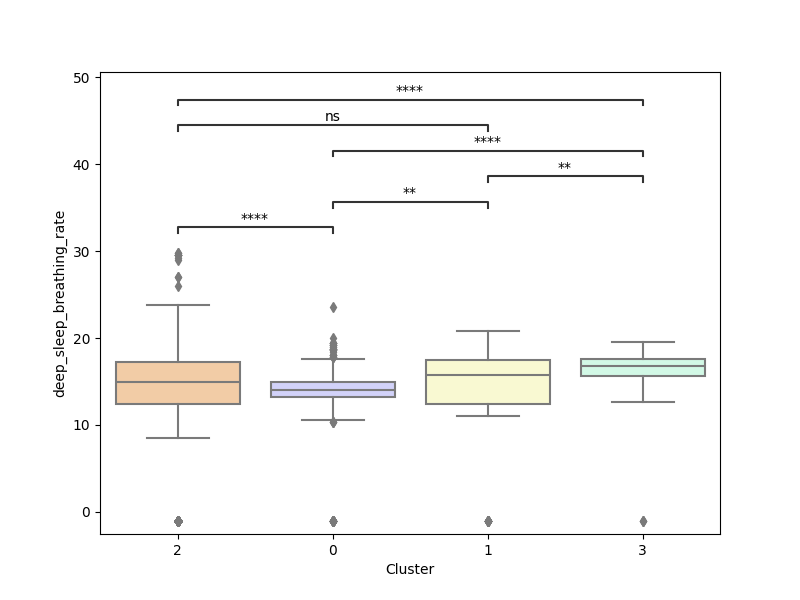 50
****
ns
****
40
**
**
****
30
deep_sleep_breathing_rate
20
10
0
2 0 1 3
Cluster